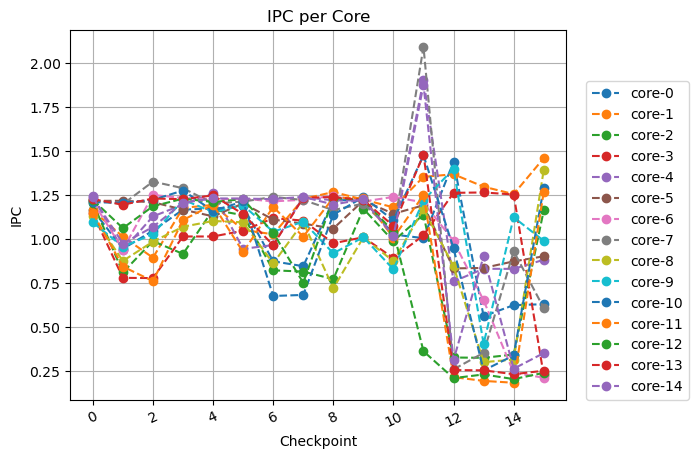 IPC per Core
IPC
2.00
1.75
1.50
1.25
1.00
0.75
0.50
0.25
0
2
4
6
8
10
12
14
Checkpoint
core-0
core-1
core-2
core-3
core-4
core-5
core-6
core-7
core-8
core-9
core-10
core-11
core-12
core-13
core-14